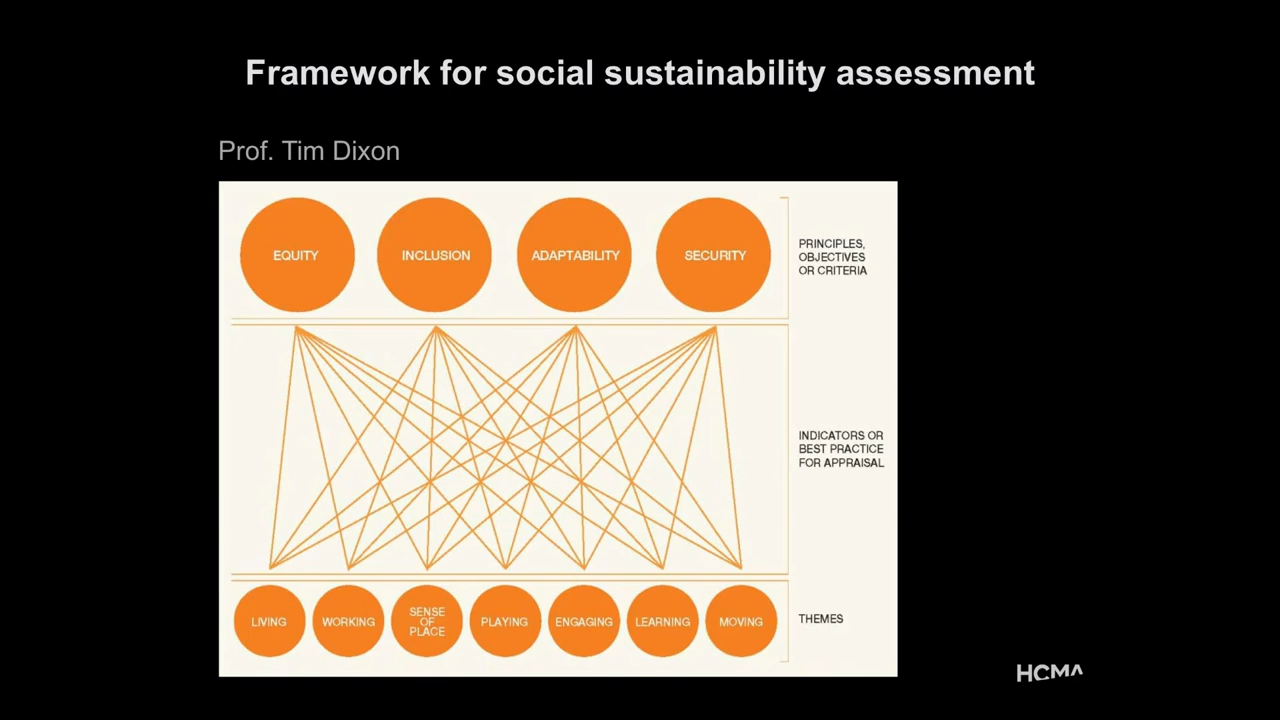 Framework for social sustainability assessment
Prof. Tim Dixon
EQUITY
INCLUSION
ADAPTABILITY
SECURITY
PRINCIPLES,
OBJECTIVES
OR CRITERIA
INDICATORS OR
BEST PRACTICE
FOR APPRAISAL
LIVING
WORKING
SENSE
OF
PLACE
PLAYING
ENGAGING
LEARNING
MOVING
THEMES
HCMA